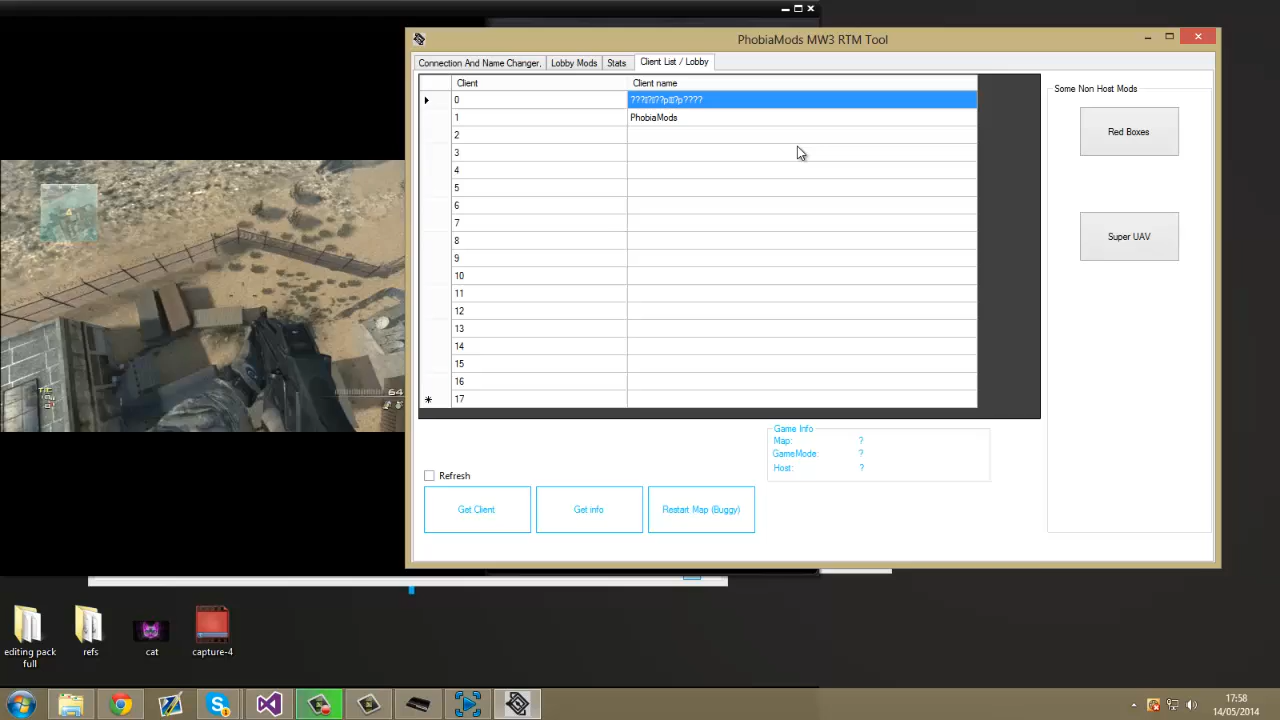 PhobiaMods MW3 RTM Tool
Connection And Name Changer. Lobby Mods Stats Client List / Lobby
Client Client name
0
1 PhobiaMods
2
3
4
5
6
7
8
9
10
11
12
13
14
15
16
17
Some Non Host Mods
Red Boxes
Super UAV
Game Info
Map: ?
GameMode: ?
Host: ?
Refresh
Get Client Get info Restart Map (Buggy)
64
editing pack full
refs
cat
capture-4
17:58
14/05/2014